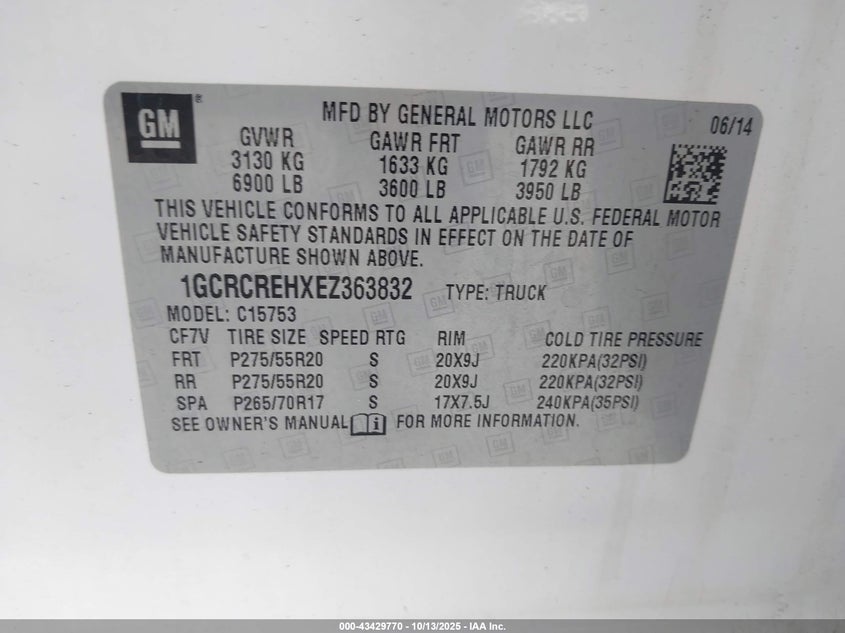 GM ®
MFD BY GENERAL MOTORS LLC
06/14
GVWR GAWR FRT GAWR RR
3130 KG 1633 KG 1792 KG
6900 LB 3600 LB 3950 LB
THIS VEHICLE CONFORMS TO ALL APPLICABLE U.S. FEDERAL MOTOR
VEHICLE SAFETY STANDARDS IN EFFECT ON THE DATE OF
MANUFACTURE SHOWN ABOVE.
1GCRCREHXEZ363832 TYPE: TRUCK
MODEL: C15753
CF7V TIRE SIZE SPEED RTG RIM COLD TIRE PRESSURE
FRT P275/55R20 S 20X9J 220KPA(32PSI)
RR P275/55R20 S 20X9J 220KPA(32PSI)
SPA P265/70R17 S 17X7.5J 240KPA(35PSI)
SEE OWNER'S MANUAL i FOR MORE INFORMATION.
000-43429770 - 10/13/2025 - IAA Inc.